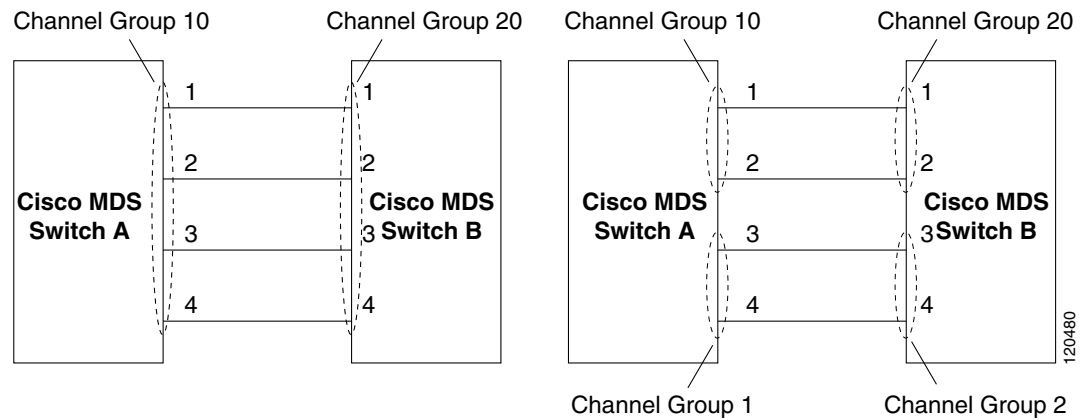 Channel Group 10
Channel Group 20
1
1
2
2
Cisco MDS
Switch A
Cisco MDS
Switch B
3
3
4
4
Channel Group 10
Channel Group 20
1
1
2
2
Cisco MDS
Switch A
Cisco MDS
Switch B
3
3
4
4
Channel Group 1
Channel Group 2
120480